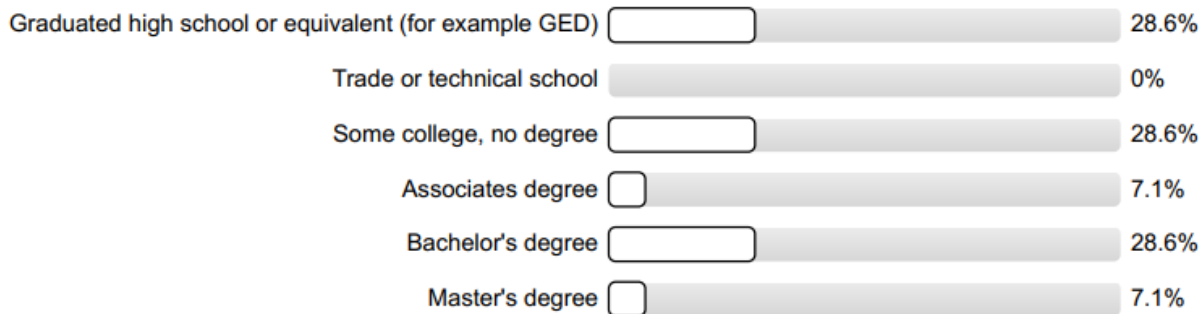 Graduated high school or equivalent (for example GED) 28.6%
Trade or technical school 0%
Some college, no degree 28.6%
Associates degree 7.1%
Bachelor's degree 28.6%
Master's degree 7.1%